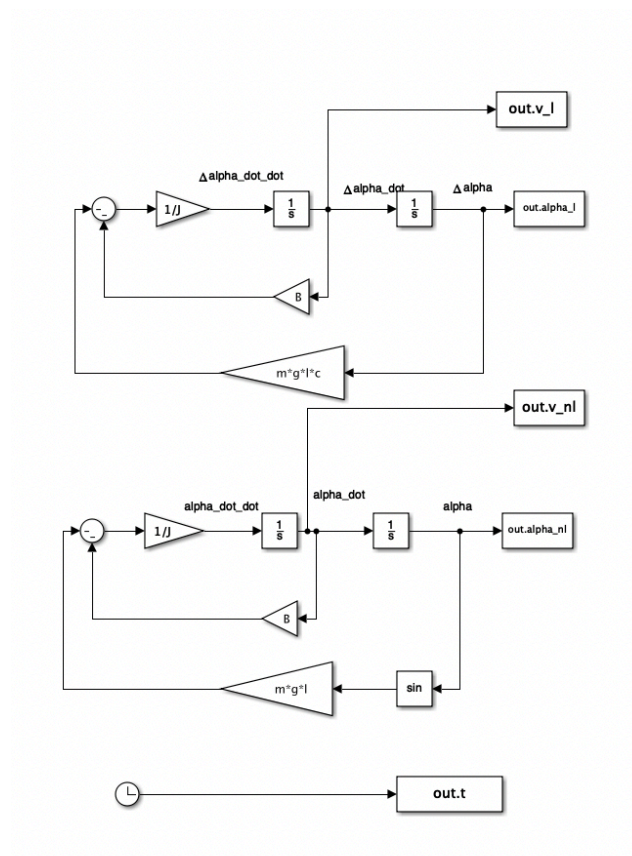 out.v_l
Δalpha_dot_dot
Δalpha_dot
Δalpha
1/J
1
s
1
s
out.alpha_l
B
m*g*l*c
out.v_nl
alpha_dot_dot
alpha_dot
alpha
1/J
1
s
1
s
out.alpha_nl
B
m*g*l
sin
out.t